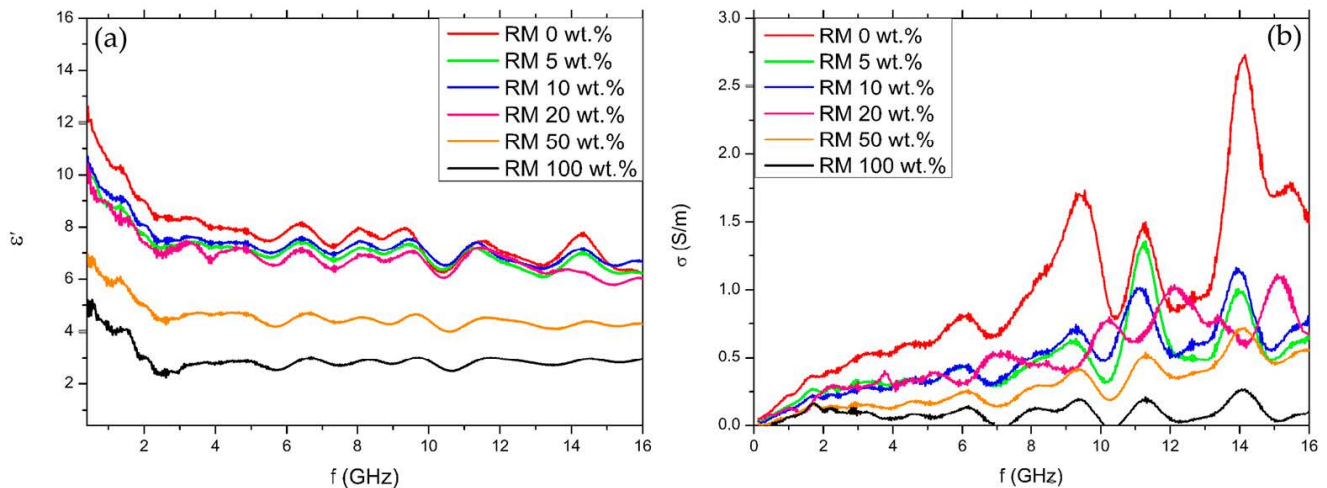 (a)
RM 0 wt.%
RM 5 wt.%
RM 10 wt.%
RM 20 wt.%
RM 50 wt.%
RM 100 wt.%
16
14
12
10
8
6
4
2
ε′
2 4 6 8 10 12 14 16
f (GHz)
(b)
RM 0 wt.%
RM 5 wt.%
RM 10 wt.%
RM 20 wt.%
RM 50 wt.%
RM 100 wt.%
3.0
2.5
2.0
1.5
1.0
0.5
0.0
σ (S/m)
0 2 4 6 8 10 12 14 16
f (GHz)